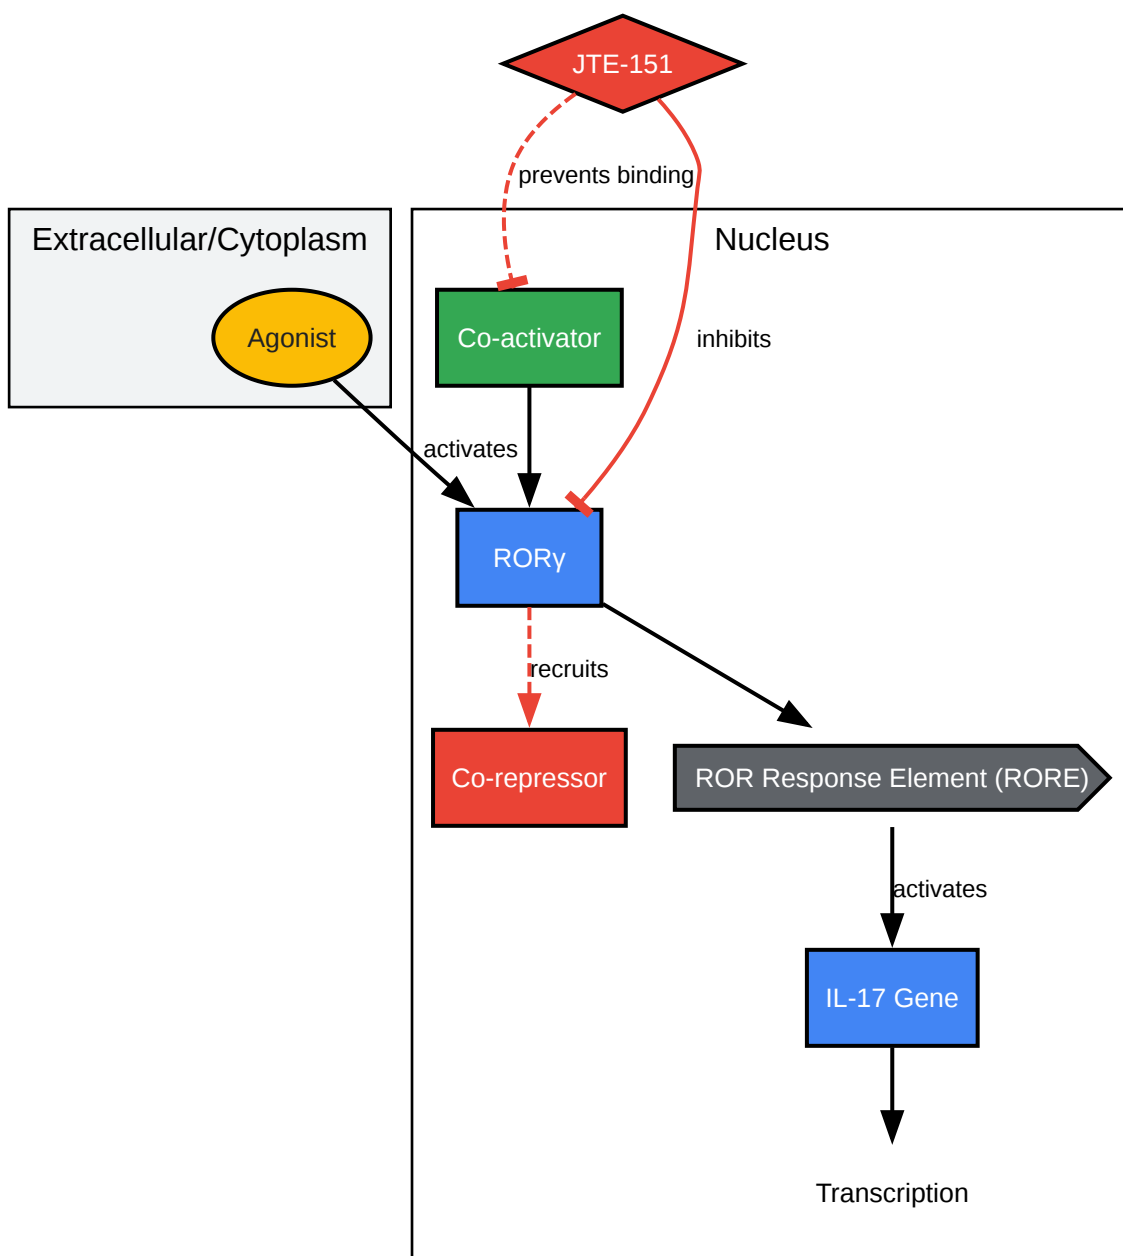 JTE-151
prevents binding
Extracellular/Cytoplasm
Nucleus
Agonist
Co-activator
inhibits
activates
RORγ
recruits
Co-repressor
ROR Response Element (RORE)
activates
IL-17 Gene
Transcription